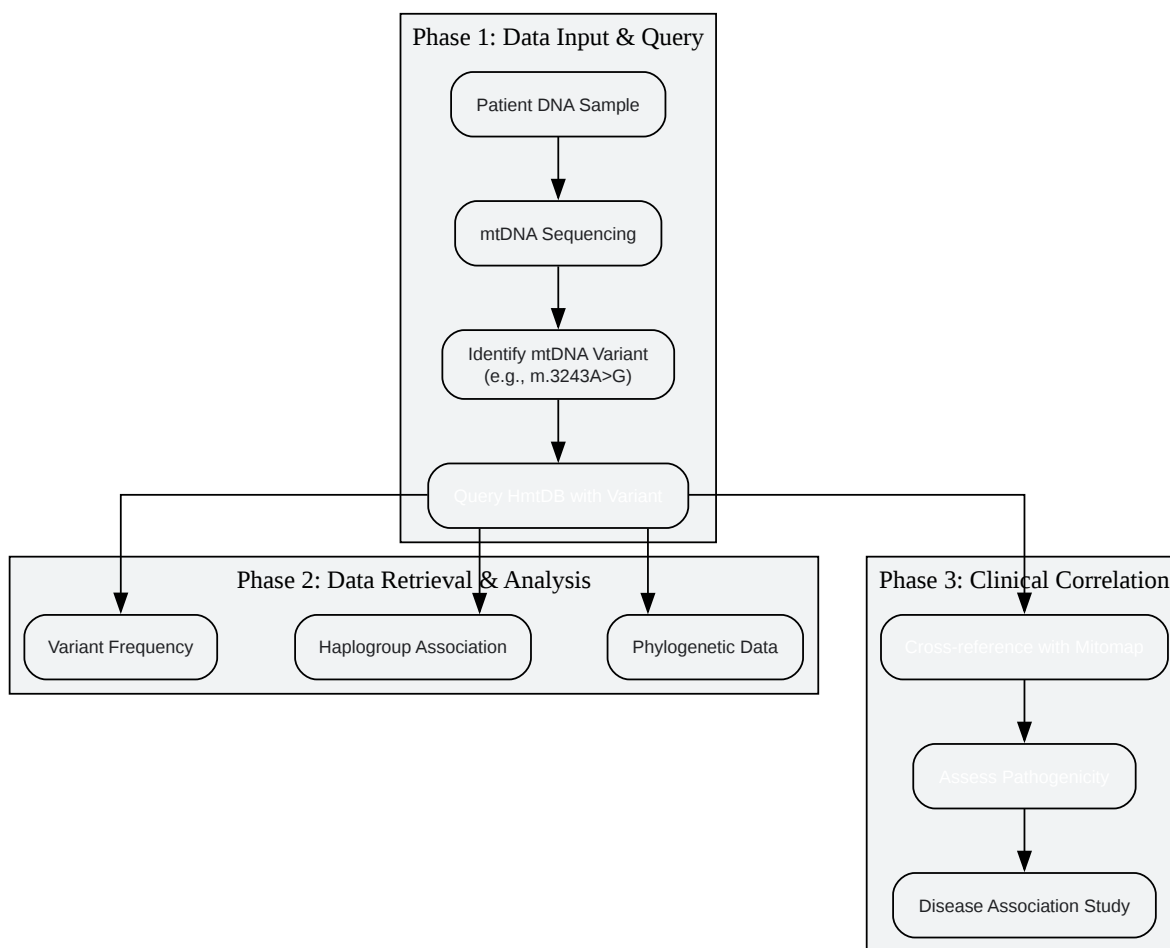 Phase 1: Data Input & Query
Patient DNA Sample
mtDNA Sequencing
Identify mtDNA Variant
(e.g., m.3243A>G)
Query HmtDB with Variant
Phase 2: Data Retrieval & Analysis
Variant Frequency
Haplogroup Association
Phylogenetic Data
Phase 3: Clinical Correlation
Cross-reference with Mitomap
Assess Pathogenicity
Disease Association Study